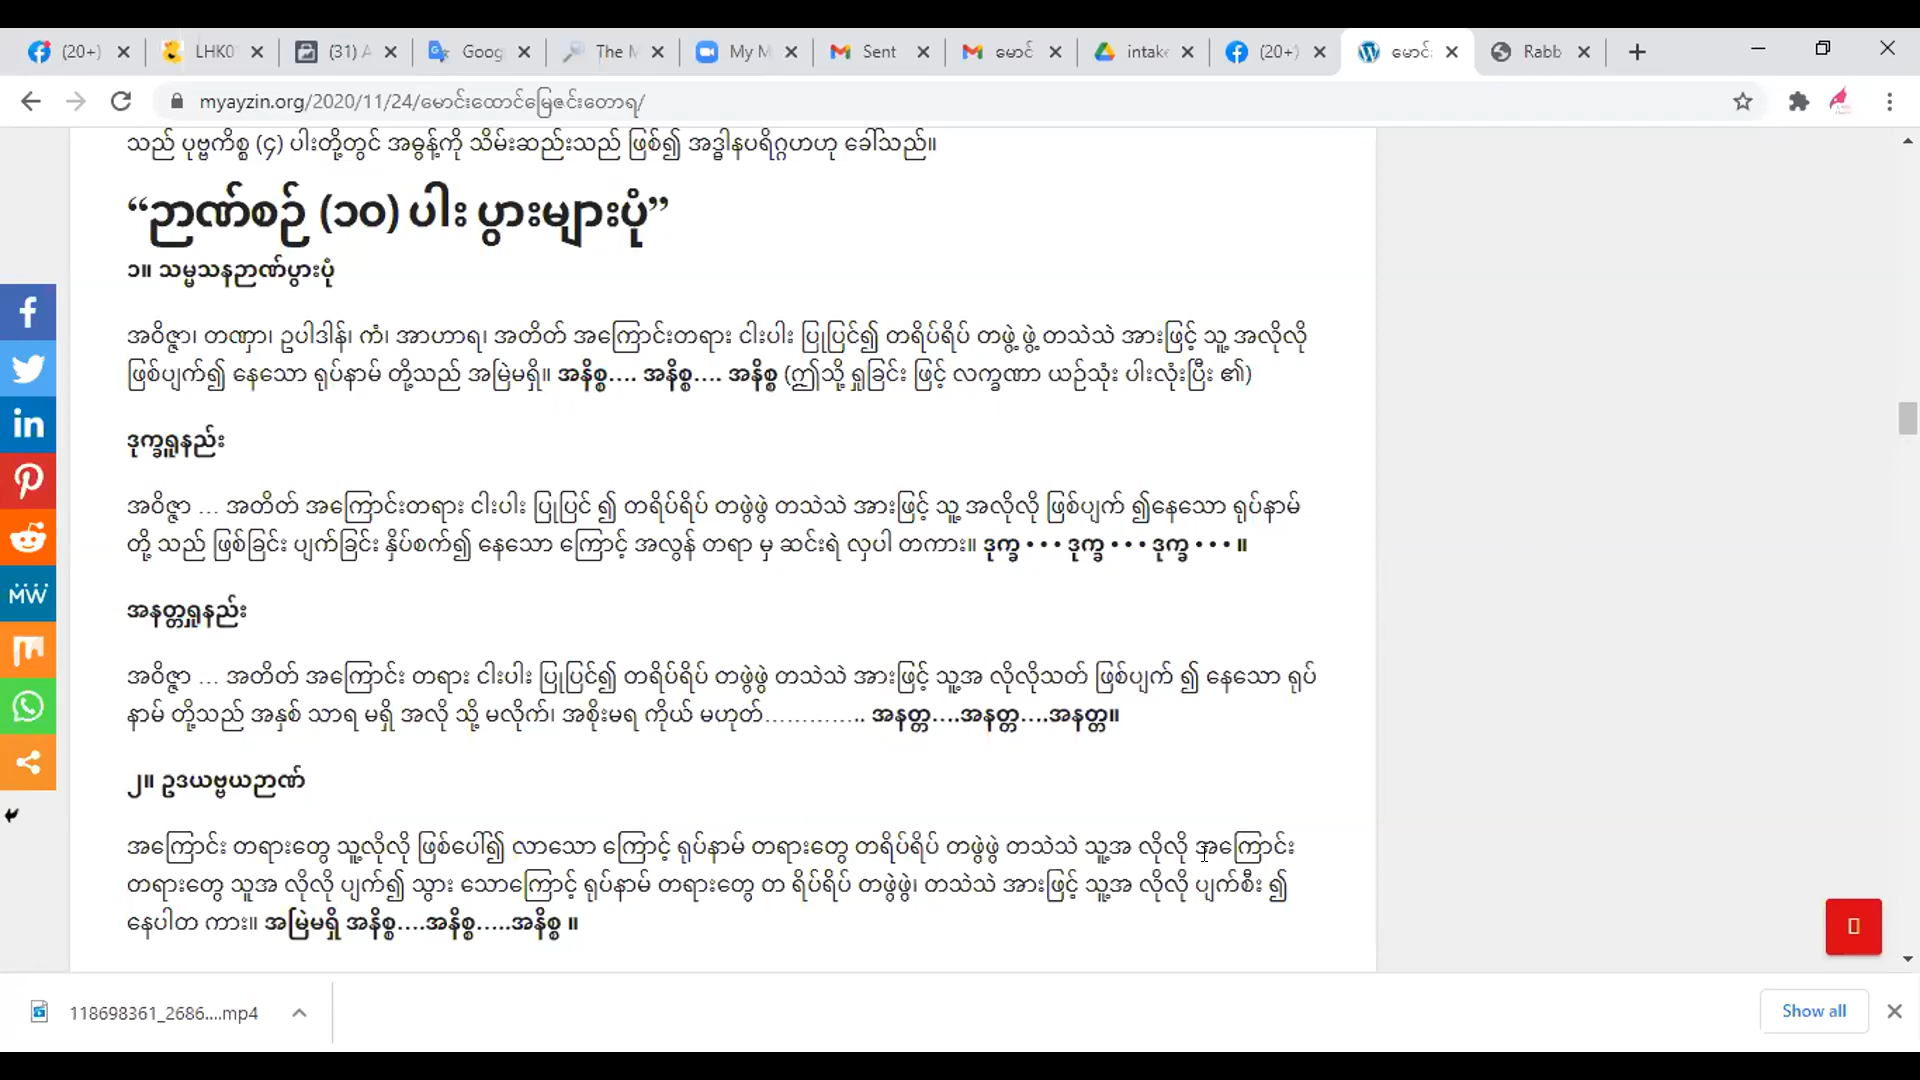 (20+)
LHK0
(31) A
Goog
The M
My M
Sent
မောင်
intake
(20+)
မောင်း
Rabb
myayzin.org/2020/11/24/မောင်းထောင်မြေဇင်းတောရ/
သည် ပုဗ္ဗကိစ္စ (၄) ပါးတို့တွင် အဓွန့်ကို သိမ်းဆည်းသည် ဖြစ်၍ အဒ္ဓါနပရိဂ္ဂဟဟု ခေါ်သည်။
“ဉာဏ်စဉ် (၁၀) ပါး ပွားများပုံ”
၁။ သမ္မသနဉာဏ်ပွားပုံ
အဝိဇ္ဇာ၊ တဏှာ၊ ဥပါဒါန်၊ ကံ၊ အာဟာရ၊ အတိတ် အကြောင်းတရား ငါးပါး ပြုပြင်၍ တရိပ်ရိပ် တဖွဲ့ ဖွဲ့ တသဲသဲ အားဖြင့် သူ့ အလိုလို
ဖြစ်ပျက်၍ နေသော ရုပ်နာမ် တို့သည် အမြဲမရှိ။ အနိစ္စ…. အနိစ္စ…. အနိစ္စ (ဤသို့ ရှုခြင်း ဖြင့် လက္ခဏာ ယဉ်သုံး ပါးလုံးပြီး ၏)
ဒုက္ခရှုနည်း
အဝိဇ္ဇာ … အတိတ် အကြောင်းတရား ငါးပါး ပြုပြင် ၍ တရိပ်ရိပ် တဖွဲဖွဲ တသဲသဲ အားဖြင့် သူ့ အလိုလို ဖြစ်ပျက် ၍နေသော ရုပ်နာမ်
တို့ သည် ဖြစ်ခြင်း ပျက်ခြင်း နှိပ်စက်၍ နေသော ကြောင့် အလွန် တရာ မှ ဆင်းရဲ လှပါ တကား။ ဒုက္ခ • • • ဒုက္ခ • • • ဒုက္ခ • • • ။
အနတ္တရှုနည်း
အဝိဇ္ဇာ … အတိတ် အကြောင်း တရား ငါးပါး ပြုပြင်၍ တရိပ်ရိပ် တဖွဲဖွဲ တသဲသဲ အားဖြင့် သူ့အ လိုလိုသတ် ဖြစ်ပျက် ၍ နေသော ရုပ်
နာမ် တို့သည် အနှစ် သာရ မရှိ အလို သို့ မလိုက်၊ အစိုးမရ ကိုယ် မဟုတ်………….. အနတ္တ….အနတ္တ….အနတ္တ။
၂။ ဥဒယဗ္ဗယဉာဏ်
အကြောင်း တရားတွေ သူ့လိုလို ဖြစ်ပေါ်၍ လာသော ကြောင့် ရုပ်နာမ် တရားတွေ တရိပ်ရိပ် တဖွဲဖွဲ တသဲသဲ သူ့အ လိုလို အကြောင်း
တရားတွေ သူအ လိုလို ပျက်၍ သွား သောကြောင့် ရုပ်နာမ် တရားတွေ တ ရိပ်ရိပ် တဖွဲဖွဲ၊ တသဲသဲ အားဖြင့် သူ့အ လိုလို ပျက်စီး ၍
နေပါတ ကား။ အမြဲမရှိ အနိစ္စ….အနိစ္စ…..အနိစ္စ ။
118698361_2686....mp4
Show all